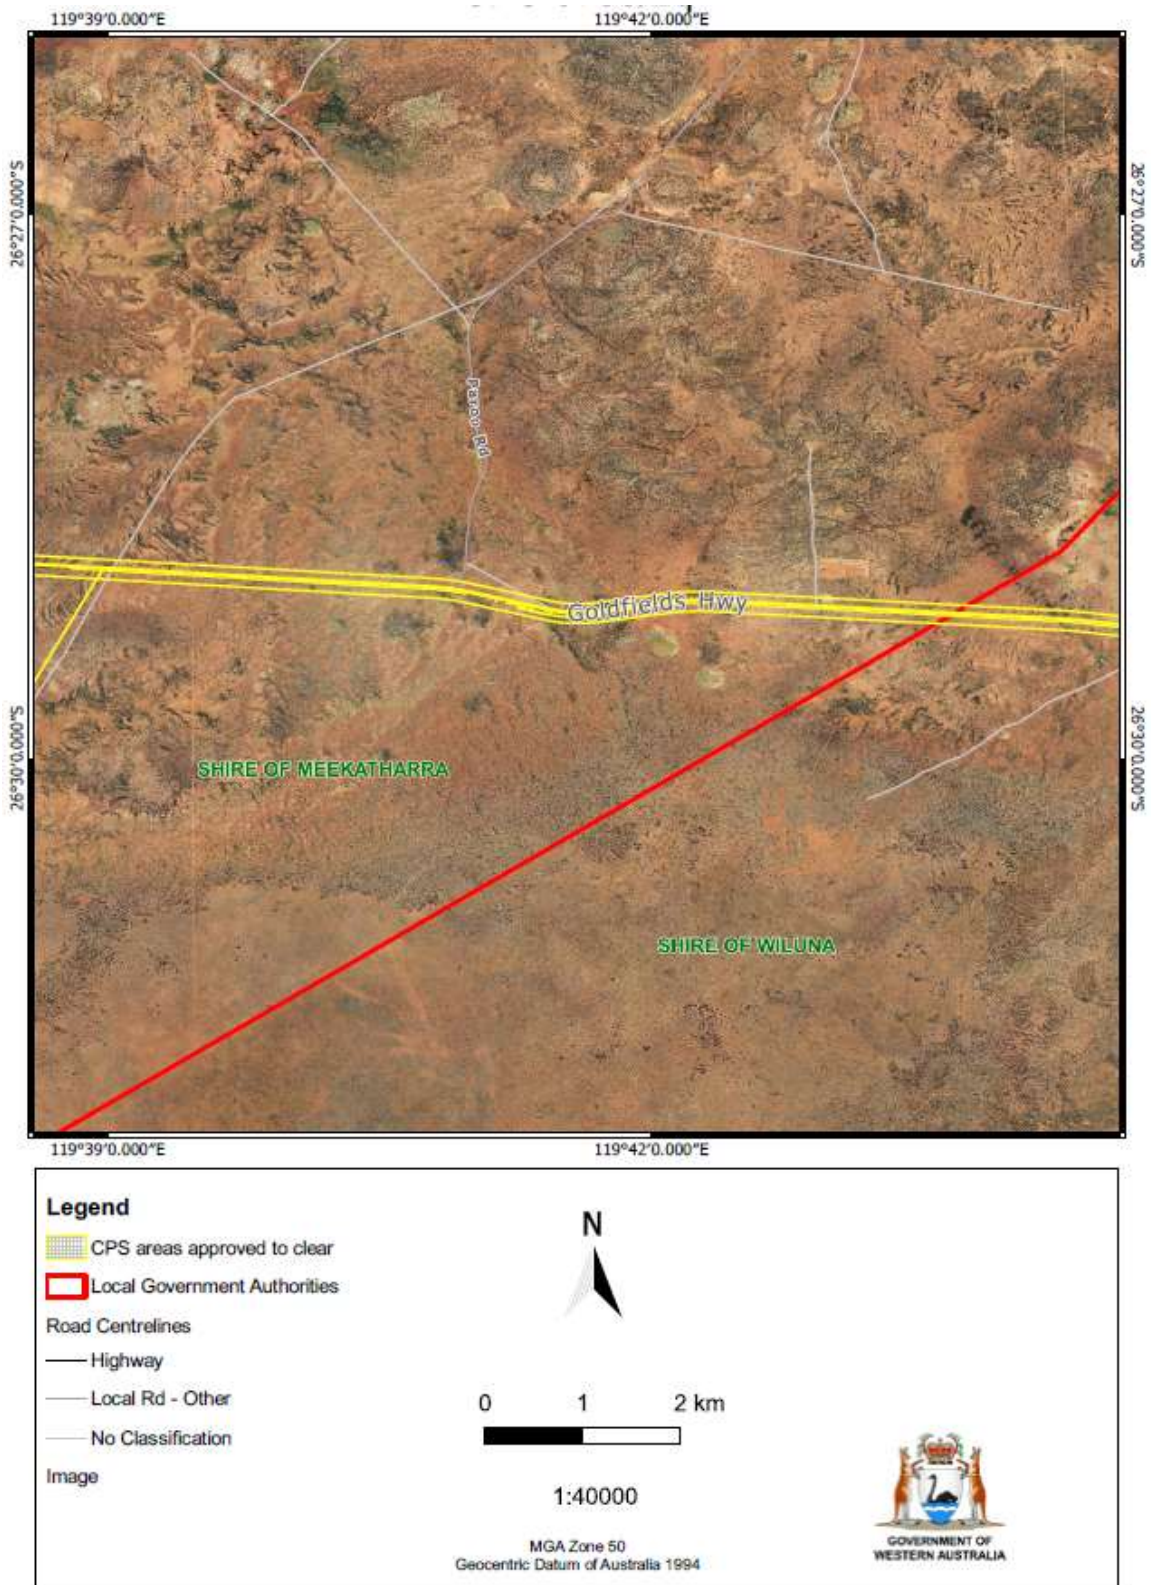 119°39'0.000"E
119°42'0.000"E
26°27'0.000"S
26°27'0.000"S
Paroo Rd
Goldfields Hwy
26°30'0.000"S
26°30'0.000"S
SHIRE OF MEEKATHARRA
SHIRE OF WILUNA
119°39'0.000"E
119°42'0.000"E
Legend
CPS areas approved to clear
Local Government Authorities
Road Centrelines
Highway
Local Rd - Other
No Classification
Image
N
0 1 2 km
1:40000
MGA Zone 50
Geocentric Datum of Australia 1994
GOVERNMENT OF
WESTERN AUSTRALIA